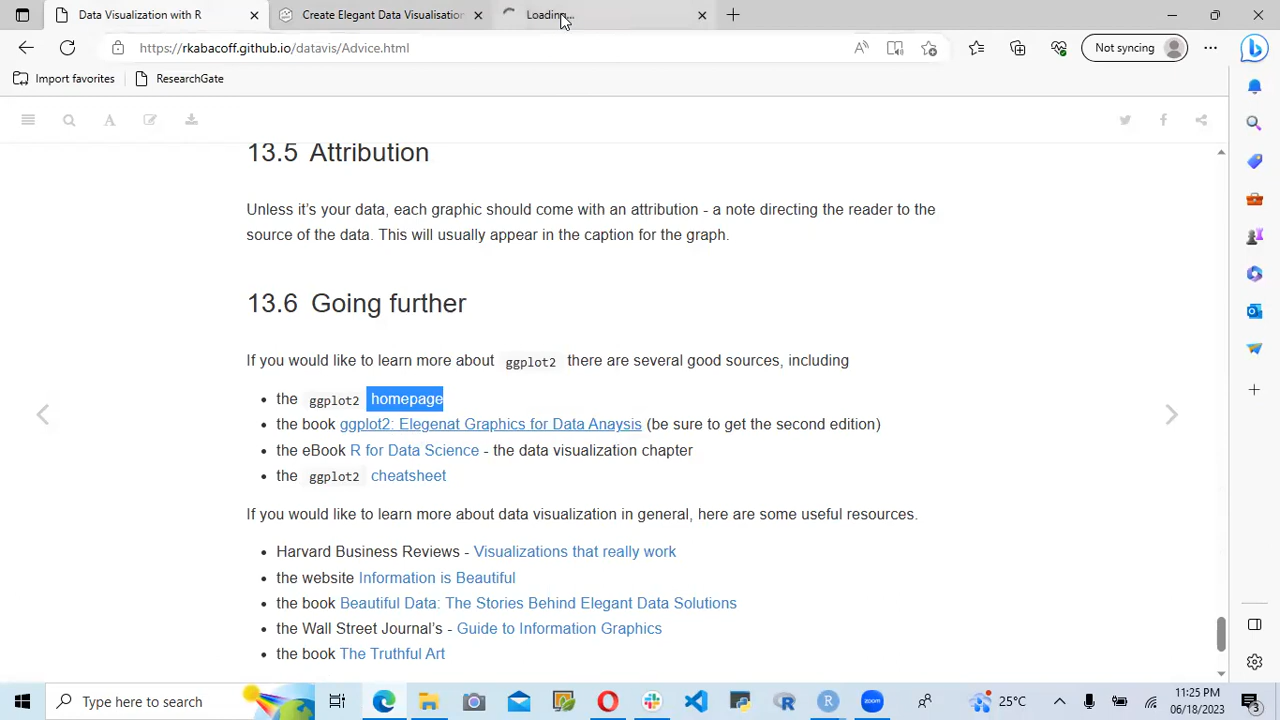 Data Visualization with R
Create Elegant Data Visualisation
Loading...
https://rkabacoff.github.io/datavis/Advice.html
Not syncing
Import favorites
ResearchGate
13.5 Attribution
Unless it's your data, each graphic should come with an attribution - a note directing the reader to the
source of the data. This will usually appear in the caption for the graph.
13.6 Going further
If you would like to learn more about ggplot2 there are several good sources, including
• the ggplot2 homepage
• the book ggplot2: Elegenat Graphics for Data Anaysis (be sure to get the second edition)
• the eBook R for Data Science - the data visualization chapter
• the ggplot2 cheatsheet
If you would like to learn more about data visualization in general, here are some useful resources.
• Harvard Business Reviews - Visualizations that really work
• the website Information is Beautiful
• the book Beautiful Data: The Stories Behind Elegant Data Solutions
• the Wall Street Journal's - Guide to Information Graphics
• the book The Truthful Art
Type here to search
25°C
11:25 PM
06/18/2023
3